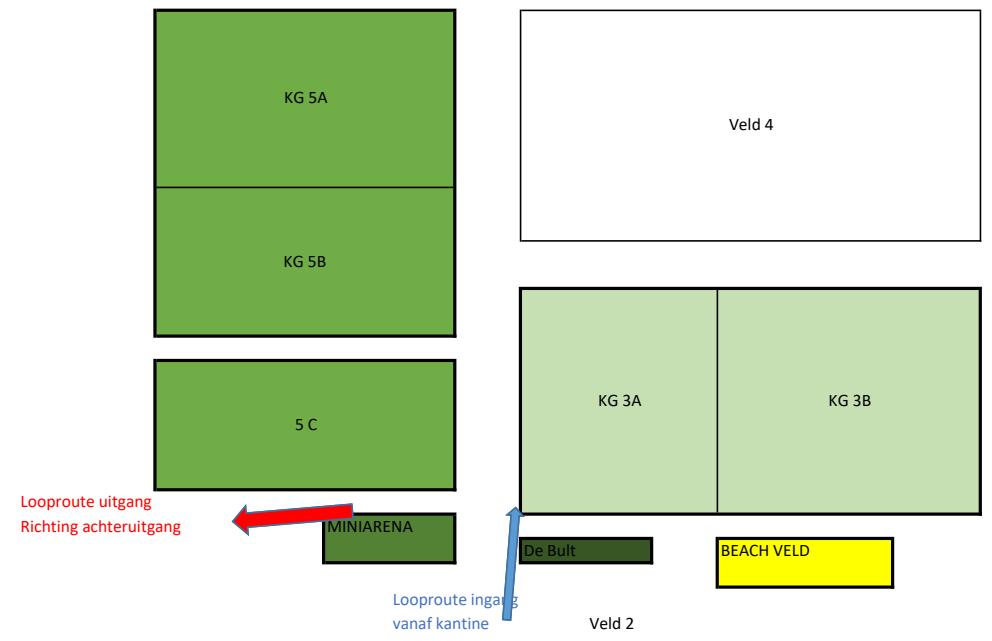 KG 5A
Veld 4
KG 5B
KG 3A
KG 3B
5 C
Looproute uitgang
Richting achteruitgang
MINIARENA
De Bult
BEACH VELD
Looproute ingang
vanaf kantine
Veld 2